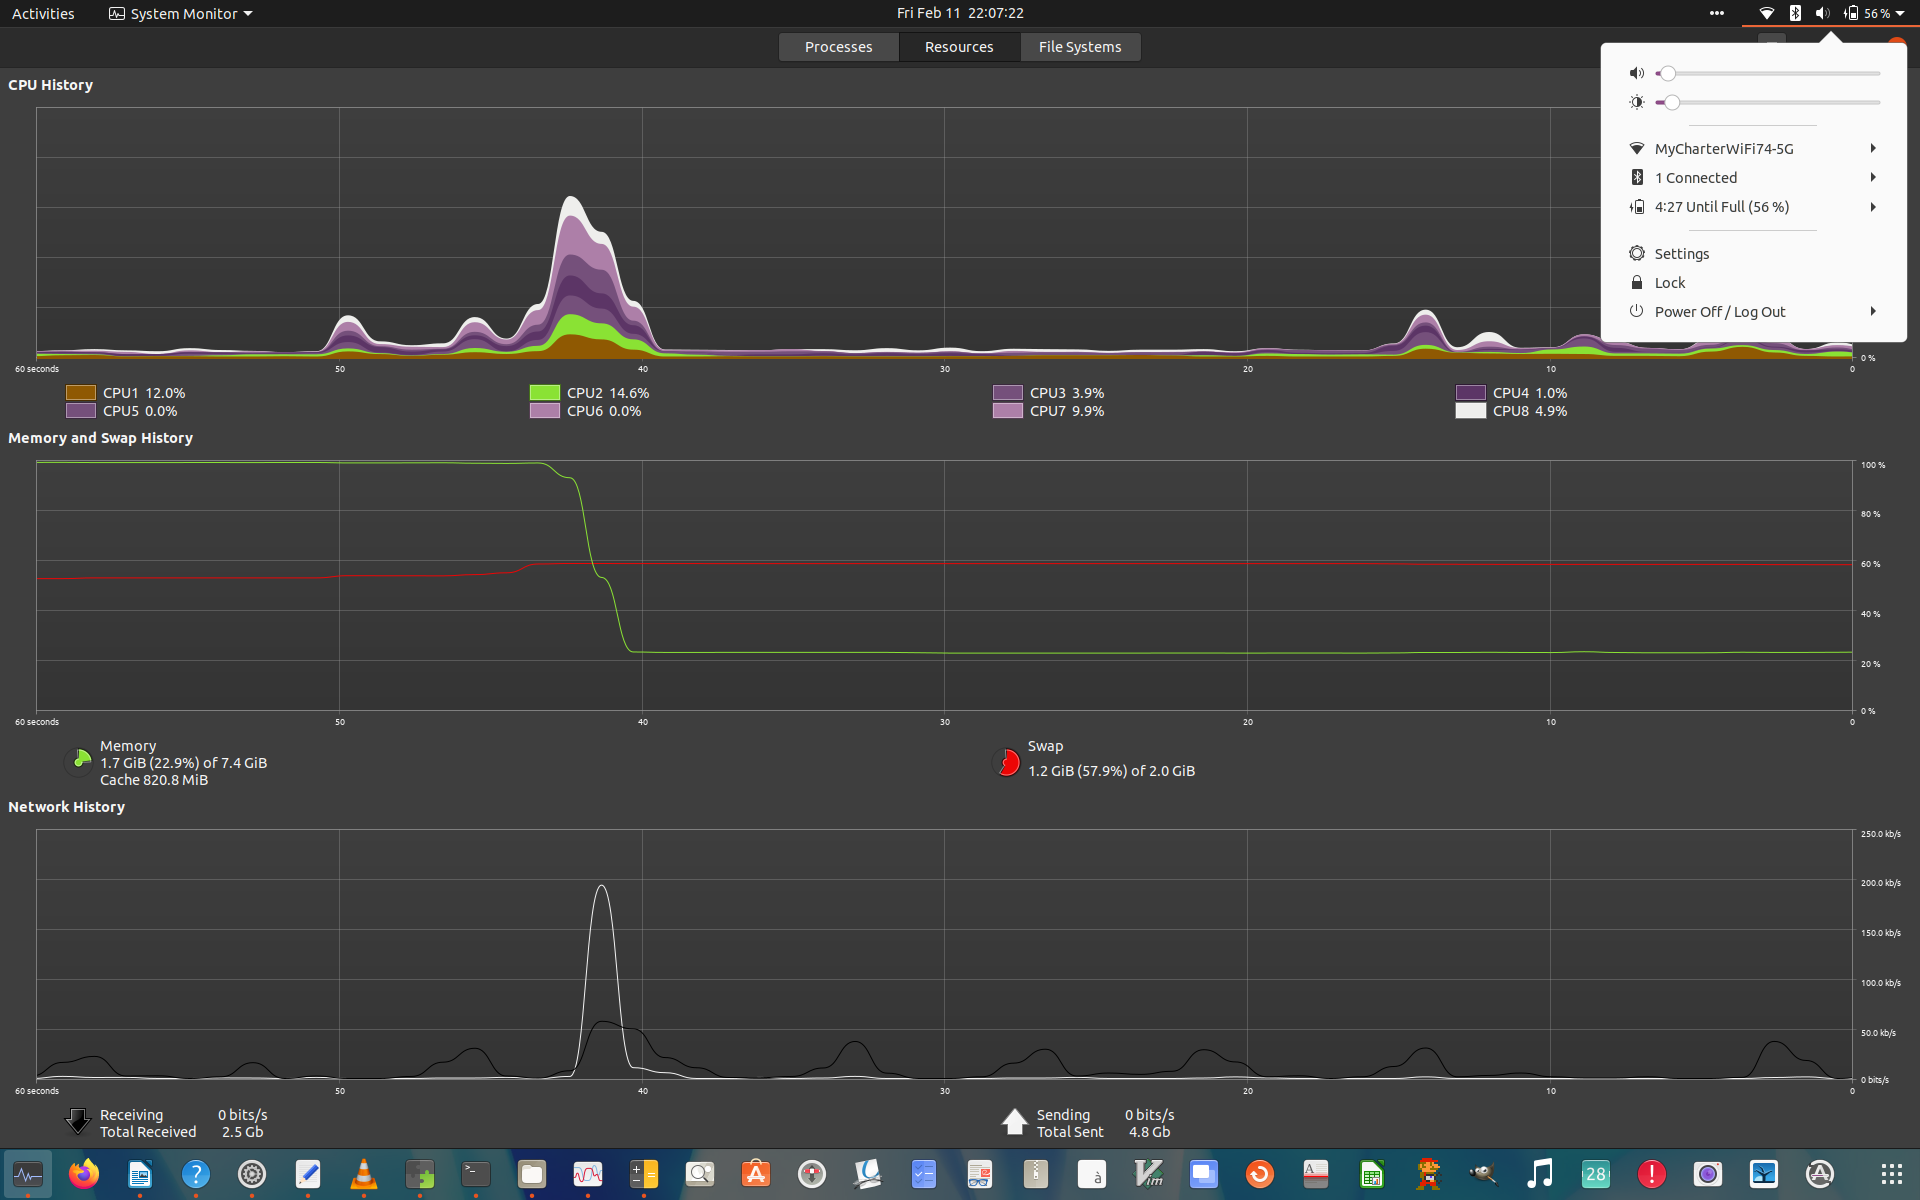 Activities System Monitor Fri Feb 11 22:07:22 56 %
Processes Resources File Systems
CPU History
MyCharterWiFi74-5G
1 Connected
4:27 Until Full (56 %)
Settings
Lock
Power Off / Log Out
0 %
60 seconds 50 40 30 20 10 0
CPU1 12.0% CPU2 14.6% CPU3 3.9% CPU4 1.0%
CPU5 0.0% CPU6 0.0% CPU7 9.9% CPU8 4.9%
Memory and Swap History
100 %
80 %
60 %
40 %
20 %
0 %
60 seconds 50 40 30 20 10 0
Memory
1.7 GiB (22.9%) of 7.4 GiB
Cache 820.8 MiB
Swap
1.2 GiB (57.9%) of 2.0 GiB
Network History
250.0 kb/s
200.0 kb/s
150.0 kb/s
100.0 kb/s
50.0 kb/s
0 bits/s
60 seconds 50 40 30 20 10 0
Receiving 0 bits/s
Total Received 2.5 Gb
Sending 0 bits/s
Total Sent 4.8 Gb
à Vim 28